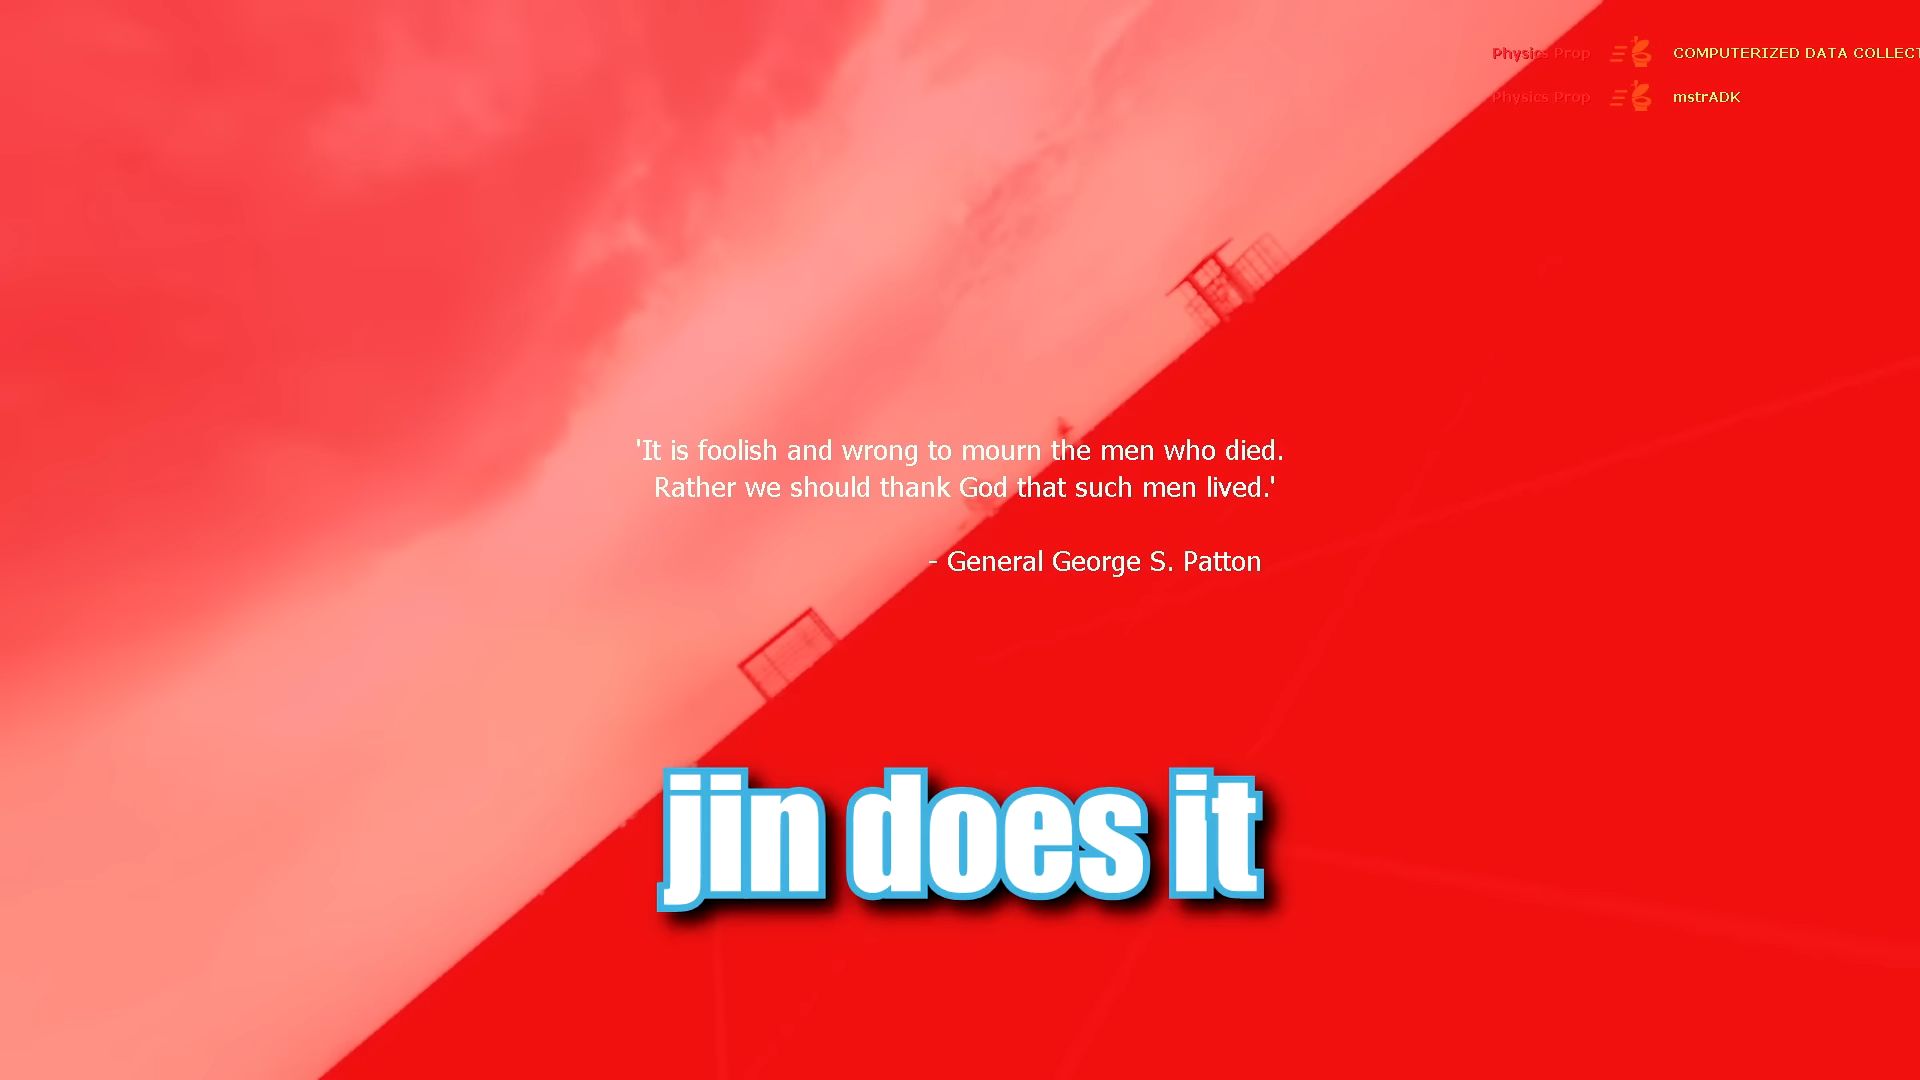 Physics Prop COMPUTERIZED DATA COLLECT
Physics Prop mstrADK
'It is foolish and wrong to mourn the men who died.
Rather we should thank God that such men lived.'
- General George S. Patton
jin does it